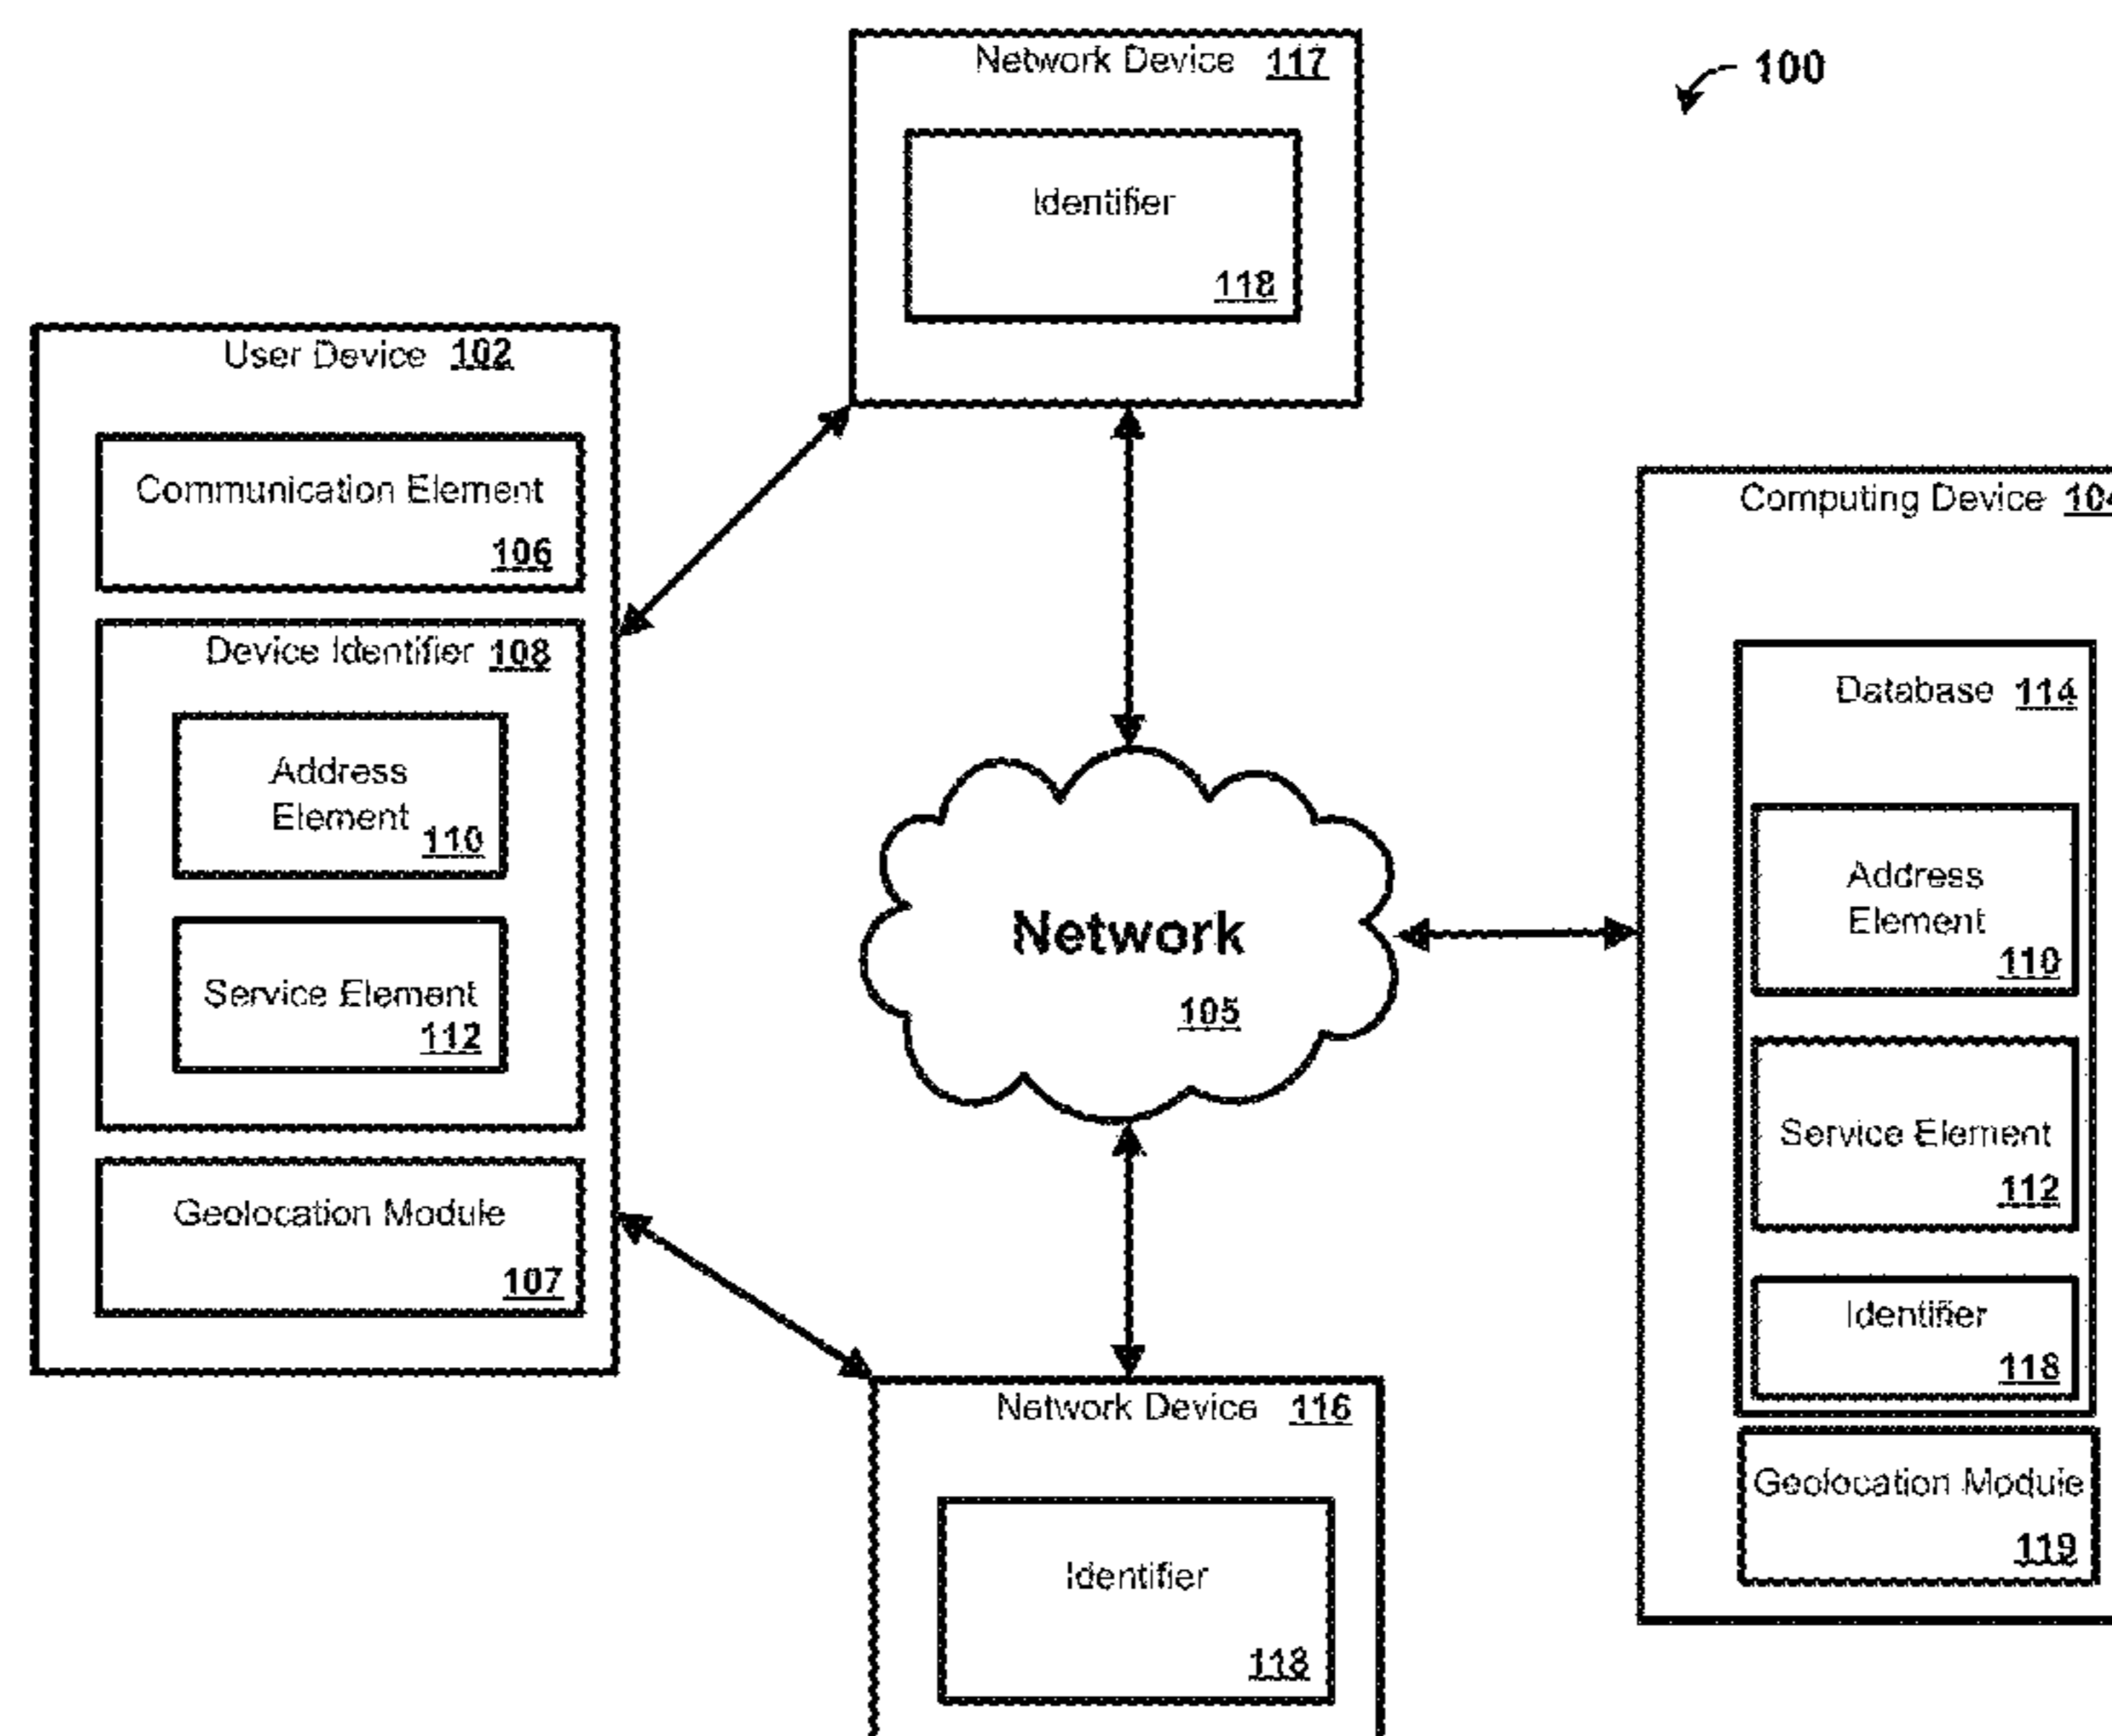 Network Device 117
100
Identifier
118
User Device 102
Communication Element
106
Device Identifier 108
Address
Element
110
Service Element
112
Geolocation Module
107
Network
105
Computing Device 104
Database 114
Address
Element
110
Service Element
112
Identifier
118
Geolocation Module
119
Network Device 116
Identifier
118